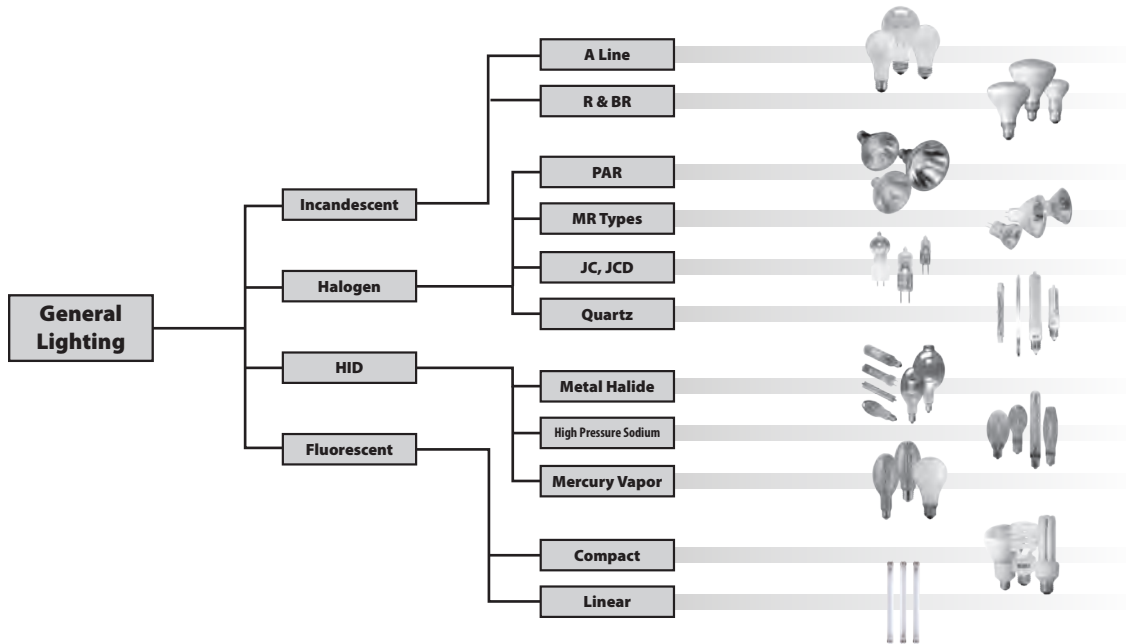 General
Lighting
Incandescent
Halogen
HID
Fluorescent
A Line
R & BR
PAR
MR Types
JC, JCD
Quartz
Metal Halide
High Pressure Sodium
Mercury Vapor
Compact
Linear